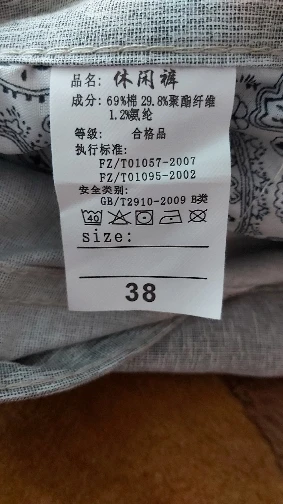 品名: 休闲裤
成分: 69%棉 29.8%聚酯纤维
1.2%氨纶
等级: 合格品
执行标准:
FZ/T01057-2007
FZ/T01095-2002
安全类别:
GB/T2910-2009 B类
40
size:
38